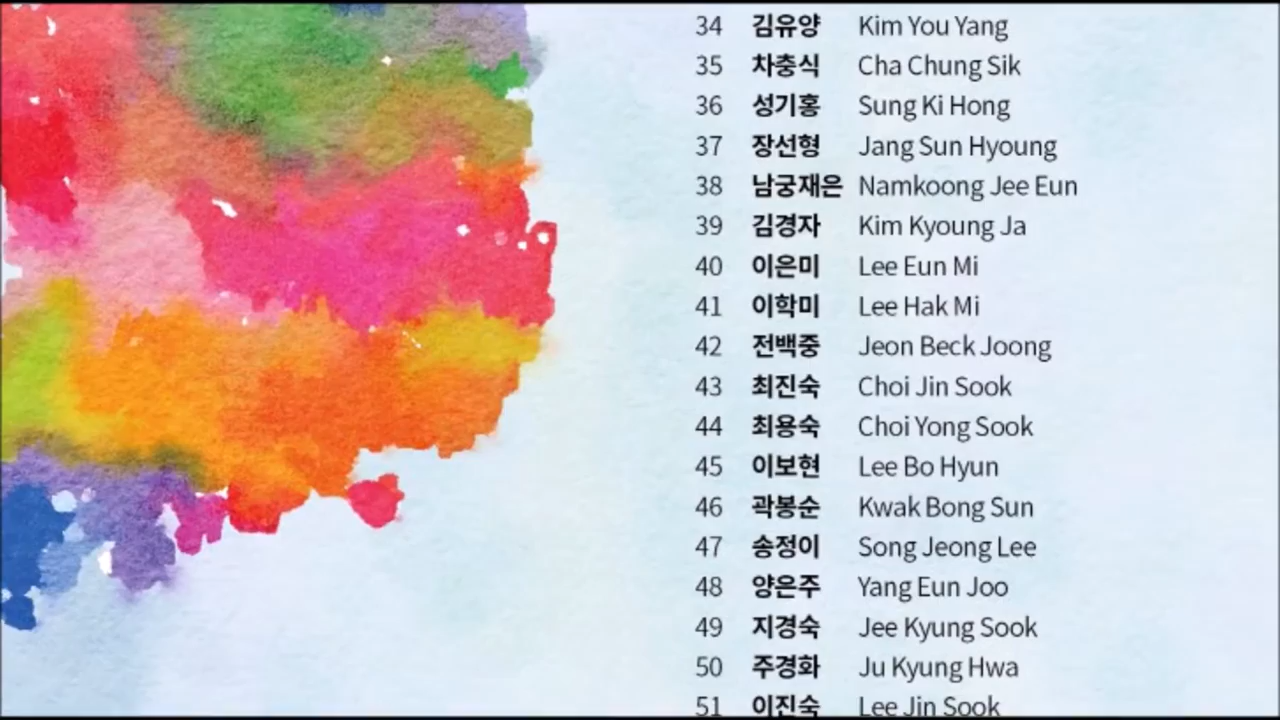 34 김유양 Kim You Yang
35 차충식 Cha Chung Sik
36 성기홍 Sung Ki Hong
37 장선형 Jang Sun Hyoung
38 남궁재은 Namkoong Jee Eun
39 김경자 Kim Kyoung Ja
40 이은미 Lee Eun Mi
41 이학미 Lee Hak Mi
42 전백중 Jeon Beck Joong
43 최진숙 Choi Jin Sook
44 최용숙 Choi Yong Sook
45 이보현 Lee Bo Hyun
46 곽봉순 Kwak Bong Sun
47 송정이 Song Jeong Lee
48 양은주 Yang Eun Joo
49 지경숙 Jee Kyung Sook
50 주경화 Ju Kyung Hwa
51 이진숙 Lee Jin Sook